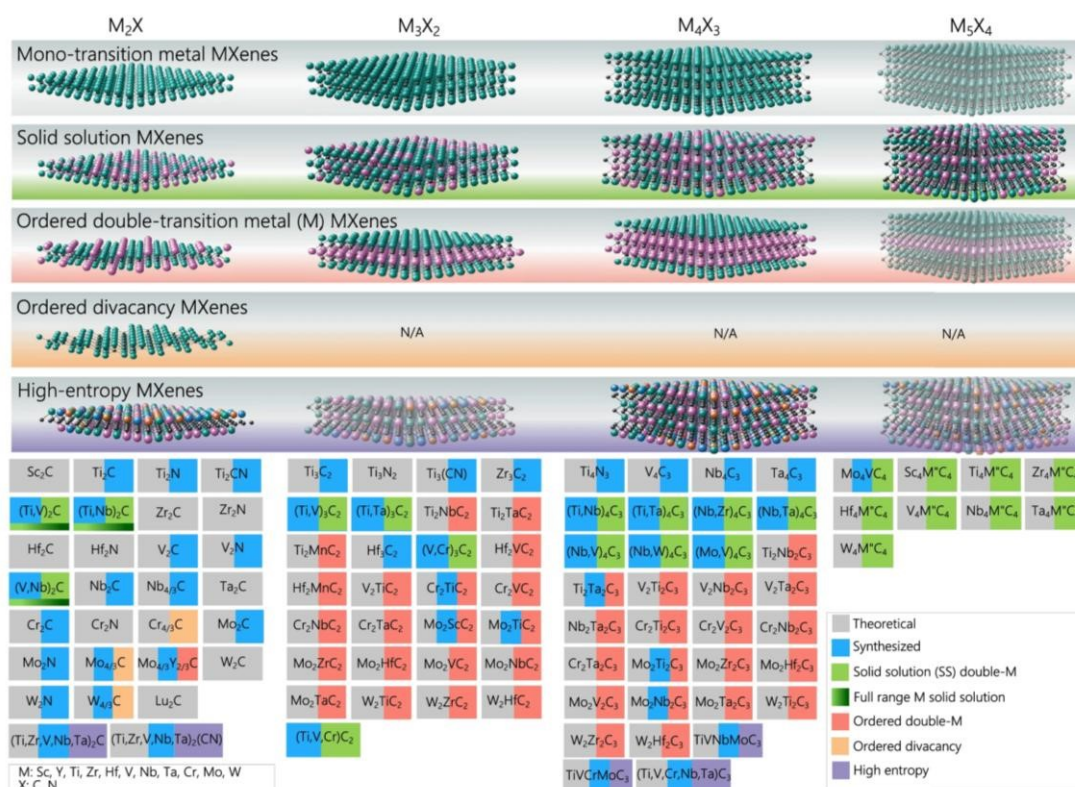 M₂X M₃X₂ M₄X₃ M₅X₄
Mono-transition metal MXenes
Solid solution MXenes
Ordered double-transition metal (M) MXenes
Ordered divacancy MXenes
N/A N/A N/A
High-entropy MXenes
Sc₂C Ti₂C Ti₂N Ti₂CN
(Ti,V)₂C (Ti,Nb)₂C Zr₂C Zr₂N
Hf₂C Hf₂N V₂C V₂N
(V,Nb)₂C Nb₂C Nb₄/₃C Ta₂C
Cr₂C Cr₂N Cr₄/₃C Mo₂C
Mo₂N Mo₄/₃C Mo₄/₃Y₂/₃C W₂C
W₂N W₄/₃C Lu₂C
(Ti,Zr,V,Nb,Ta)₂C (Ti,Zr,V,Nb,Ta)₂(CN)
M: Sc, Y, Ti, Zr, Hf, V, Nb, Ta, Cr, Mo, W
X: C, N
Ti₃C₂ Ti₃N₂ Ti₃(CN) Zr₃C₂
(Ti,V)₃C₂ (Ti,Ta)₃C₂ Ti₂NbC₂ Ti₂TaC₂
Ti₂MnC₂ Hf₃C₂ (V,Cr)₃C₂ Hf₂VC₂
Hf₂MnC₂ V₂TiC₂ Cr₂TiC₂ Cr₂VC₂
Cr₂NbC₂ Cr₂TaC₂ Mo₂ScC₂ Mo₂TiC₂
Mo₂ZrC₂ Mo₂HfC₂ Mo₂VC₂ Mo₂NbC₂
Mo₂TaC₂ W₂TiC₂ W₂ZrC₂ W₂HfC₂
(Ti,V,Cr)C₂
Ti₄N₃ V₄C₃ Nb₄C₃ Ta₄C₃
(Ti,Nb)₄C₃ (Ti,Ta)₄C₃ (Nb,Zr)₄C₃ (Nb,Ta)₄C₃
(Nb,V)₄C₃ (Nb,W)₄C₃ (Mo,V)₄C₃ Ti₂Nb₂C₃
Ti₂Ta₂C₃ V₂Ti₂C₃ V₂Nb₂C₃ V₂Ta₂C₃
Nb₂Ta₂C₃ Cr₂Ti₂C₃ Cr₂V₂C₃ Cr₂Nb₂C₃
Cr₂Ta₂C₃ Mo₂Ti₂C₃ Mo₂Zr₂C₃ Mo₂Hf₂C₃
Mo₂V₂C₃ Mo₂Nb₂C₃ Mo₂Ta₂C₃ W₂Ti₂C₃
W₂Zr₂C₃ W₂Hf₂C₃ TiVNbMoC₃
TiVCrMoC₃ (Ti,V,Cr,Nb,Ta)C₃
Mo₄VC₄ Sc₄M"C₄ Ti₄M"C₄ Zr₄M"C₄
Hf₄M"C₄ V₄M"C₄ Nb₄M"C₄ Ta₄M"C₄
W₄M"C₄
Theoretical
Synthesized
Solid solution (SS) double-M
Full range M solid solution
Ordered double-M
Ordered divacancy
High entropy